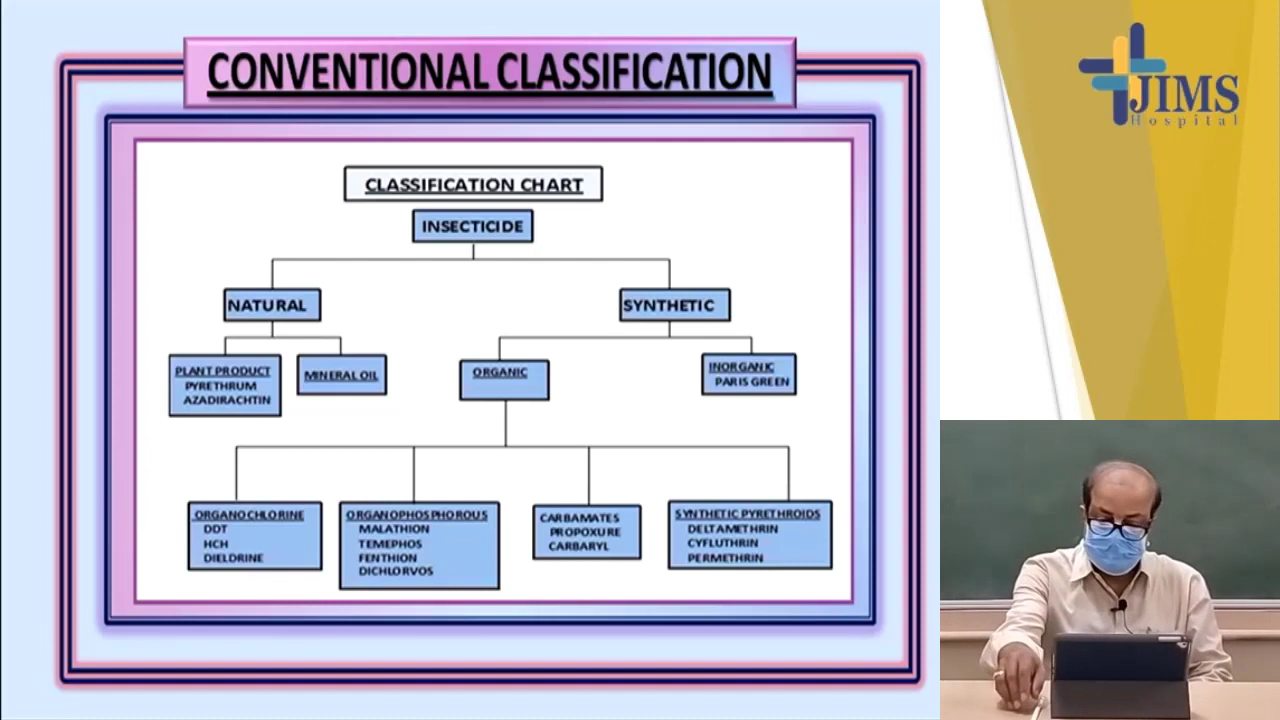 CONVENTIONAL CLASSIFICATION
JIMS
Hospital
CLASSIFICATION CHART
INSECTICIDE
NATURAL
SYNTHETIC
PLANT PRODUCT
PYRETHRUM
AZADIRACHTIN
MINERAL OIL
ORGANIC
INORGANIC
PARIS GREEN
ORGANOCHLORINE
DDT
HCH
DIELDRINE
ORGANOPHOSPHOROUS
MALATHION
TEMEPHOS
FENTHION
DICHLORVOS
CARBAMATES
PROPOXURE
CARBARYL
SYNTHETIC PYRETHROIDS
DELTAMETHRIN
CYFLUTHRIN
PERMETHRIN